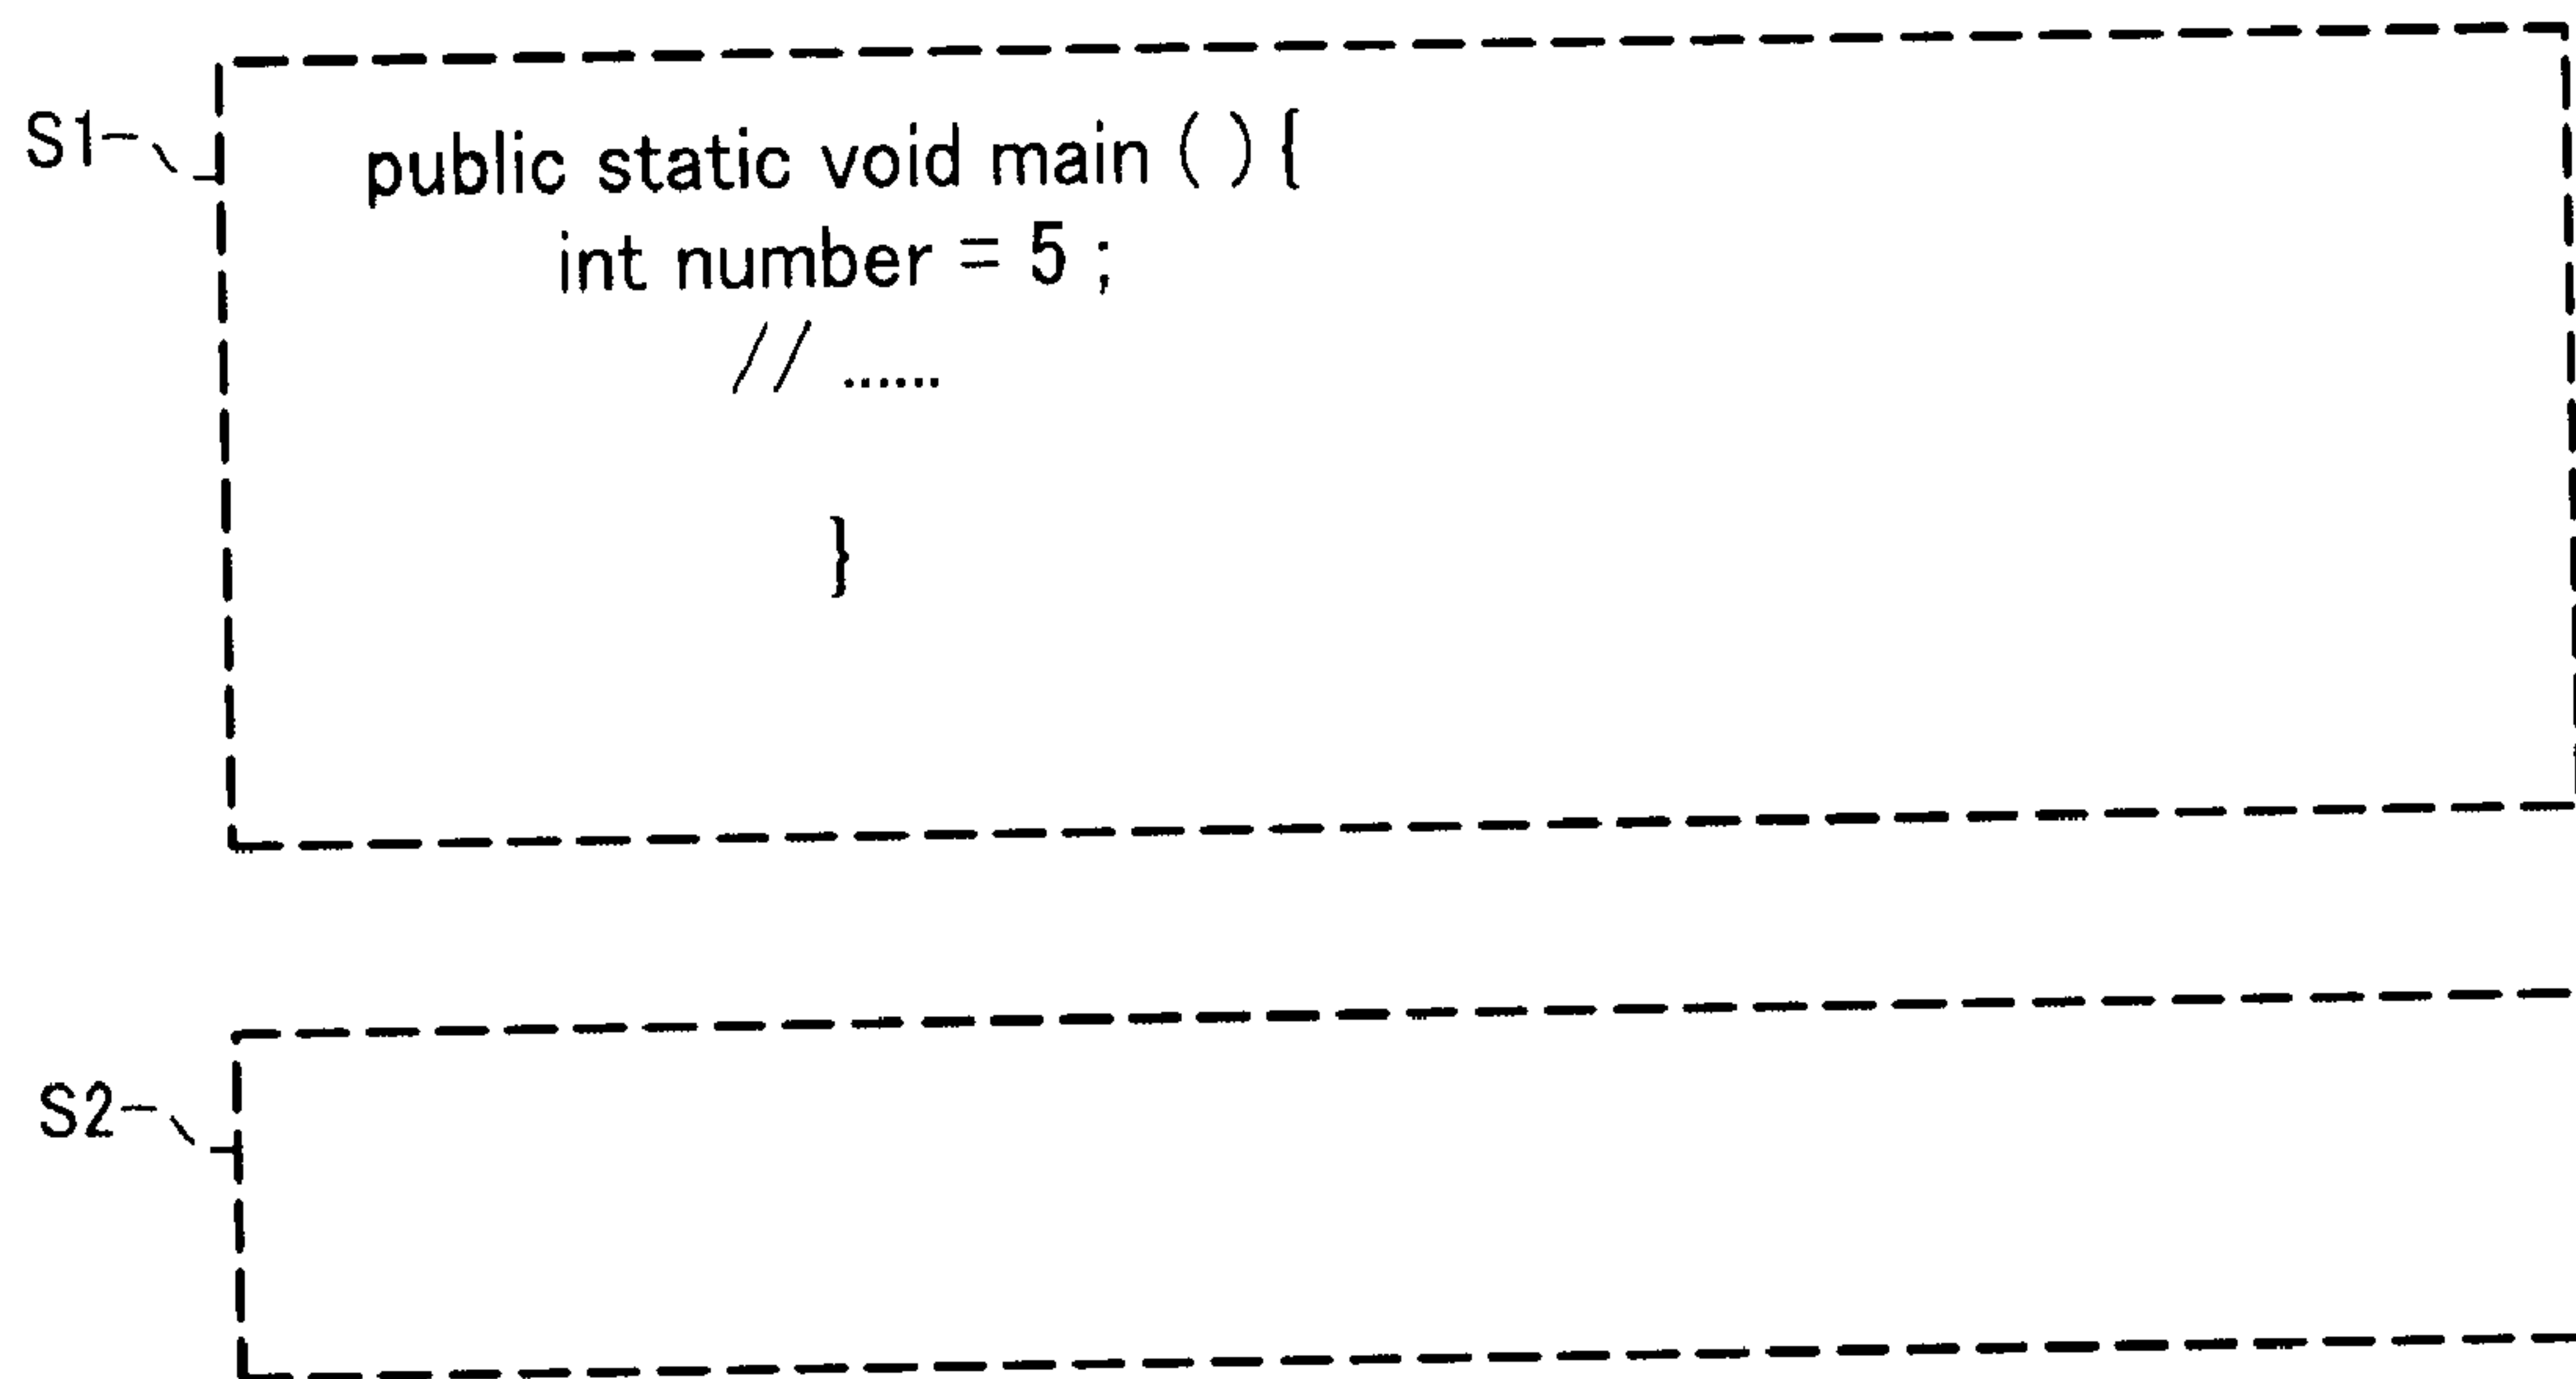 S1
public static void main ( ) {
int number = 5 ;
// ......
}
S2